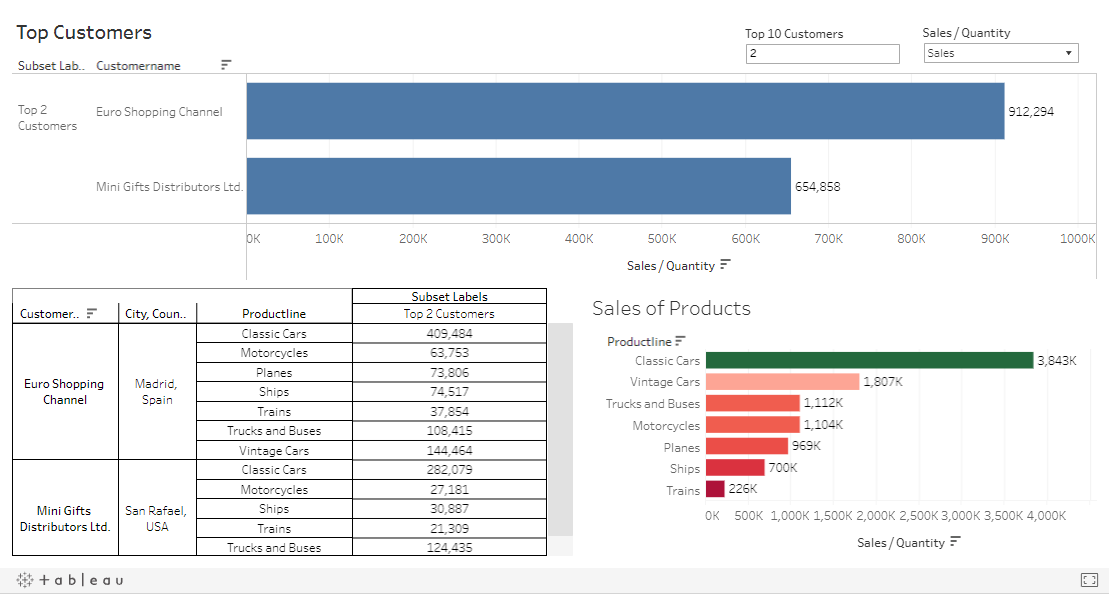 Top Customers
Top 10 Customers
2
Sales / Quantity
Sales
Subset Lab.. Customername
Top 2
Customers
Euro Shopping Channel
912,294
Mini Gifts Distributors Ltd.
654,858
0K 100K 200K 300K 400K 500K 600K 700K 800K 900K 1000K
Sales / Quantity
Subset Labels
Customer.. City, Coun.. Productline Top 2 Customers
Euro Shopping
Channel
Madrid,
Spain
Classic Cars 409,484
Motorcycles 63,753
Planes 73,806
Ships 74,517
Trains 37,854
Trucks and Buses 108,415
Vintage Cars 144,464
Mini Gifts
Distributors Ltd.
San Rafael,
USA
Classic Cars 282,079
Motorcycles 27,181
Ships 30,887
Trains 21,309
Trucks and Buses 124,435
Sales of Products
Productline
Classic Cars 3,843K
Vintage Cars 1,807K
Trucks and Buses 1,112K
Motorcycles 1,104K
Planes 969K
Ships 700K
Trains 226K
0K 500K 1,000K 1,500K 2,000K 2,500K 3,000K 3,500K 4,000K
Sales / Quantity
+ableau